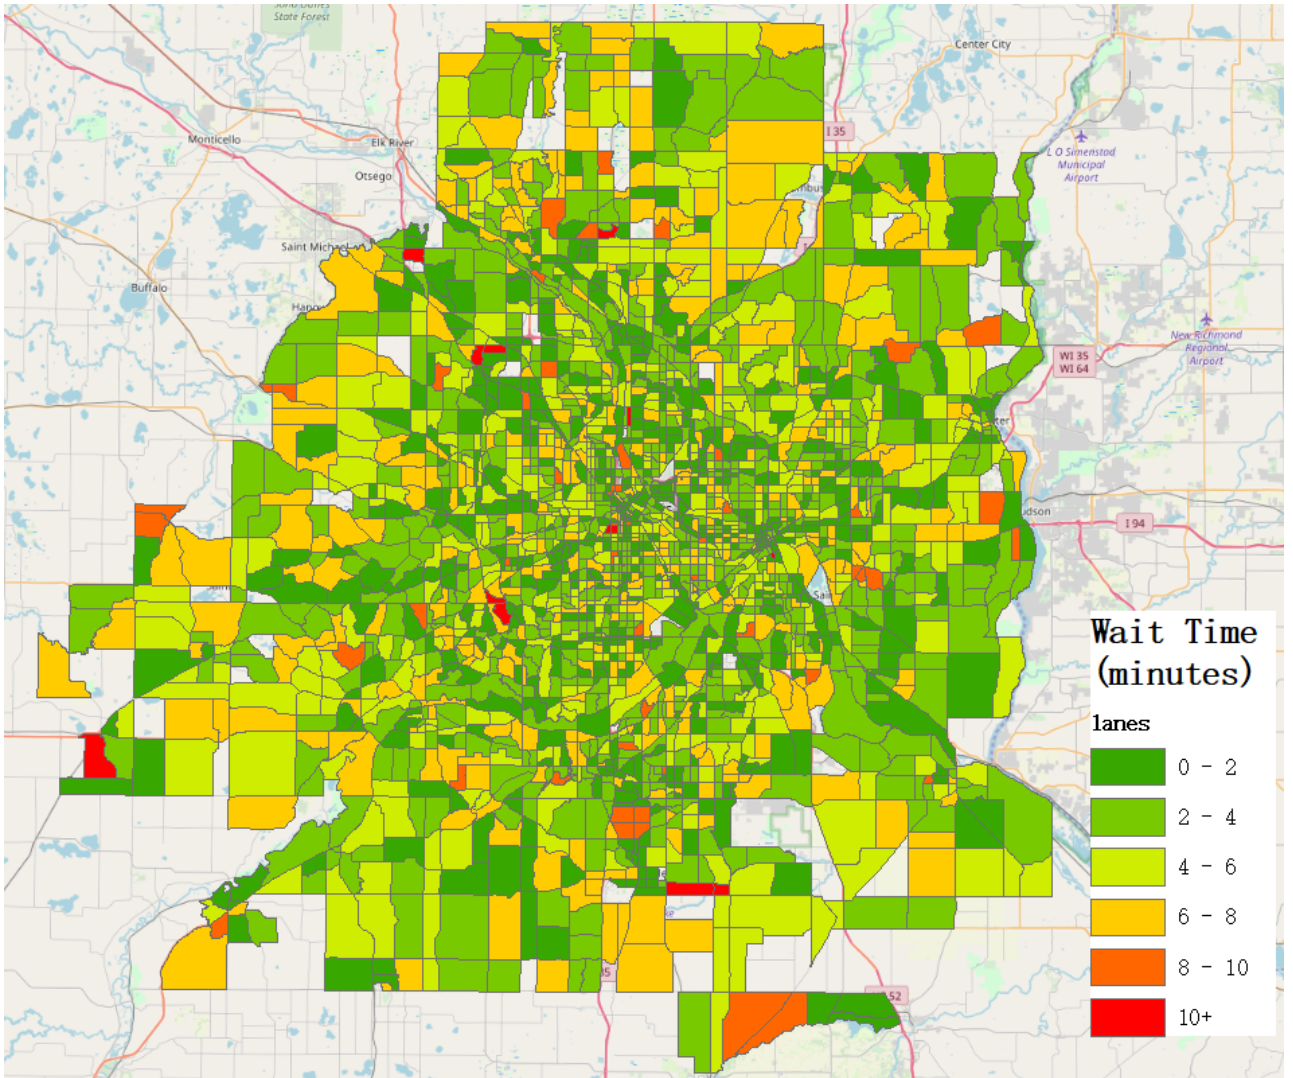 State Forest
Center City
I 35
Monticello
Elk River
L O Simenstad
Municipal
Airport
Otsego
Saint Michael
Buffalo
New Richmond
Regional
Airport
WI 35
WI 64
I 94
Wait Time
(minutes)
lanes
0 - 2
2 - 4
4 - 6
6 - 8
8 - 10
10+